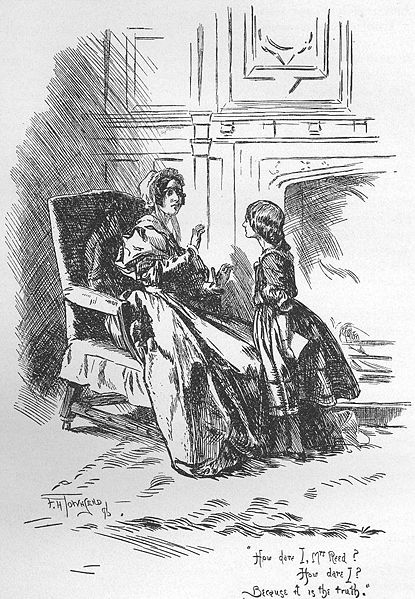 F. H. TOWNSEND
96
"How dare I, Mrs Reed?
How dare I?
Because it is the truth."